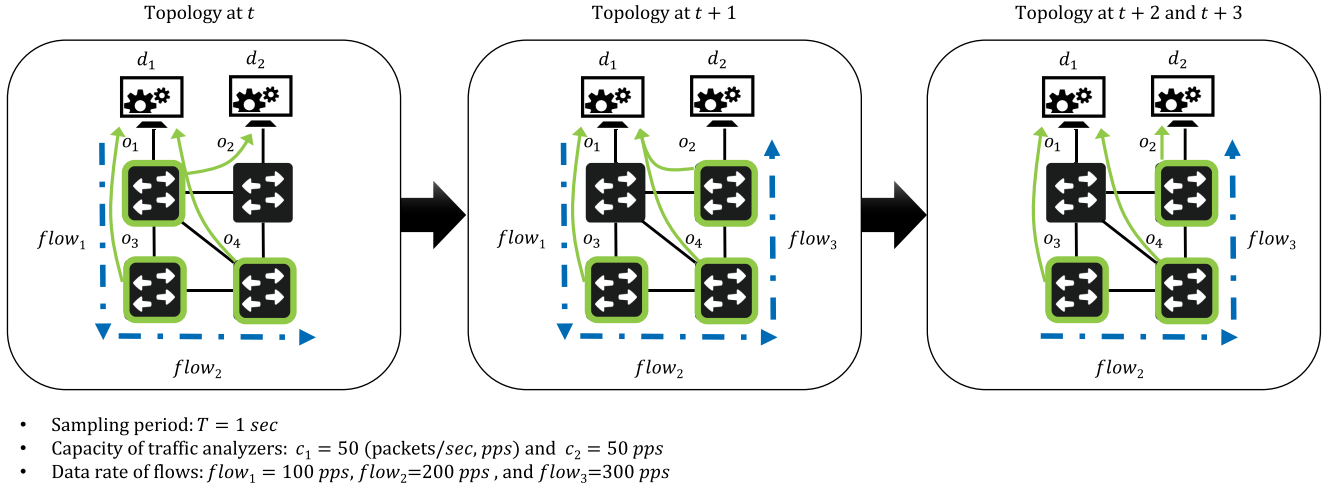 Topology at t
Topology at t + 1
Topology at t + 2 and t + 3
d₁ d₂
d₁ d₂
d₁ d₂
o₁ o₂
o₁ o₂
o₁ o₂
flow₁ o₃ o₄
flow₁ o₃ o₄ flow₃
o₃ o₄ flow₃
flow₂
flow₂
flow₂
• Sampling period: T = 1 sec
• Capacity of traffic analyzers: c₁ = 50 (packets/sec, pps) and c₂ = 50 pps
• Data rate of flows: flow₁ = 100 pps, flow₂=200 pps , and flow₃=300 pps